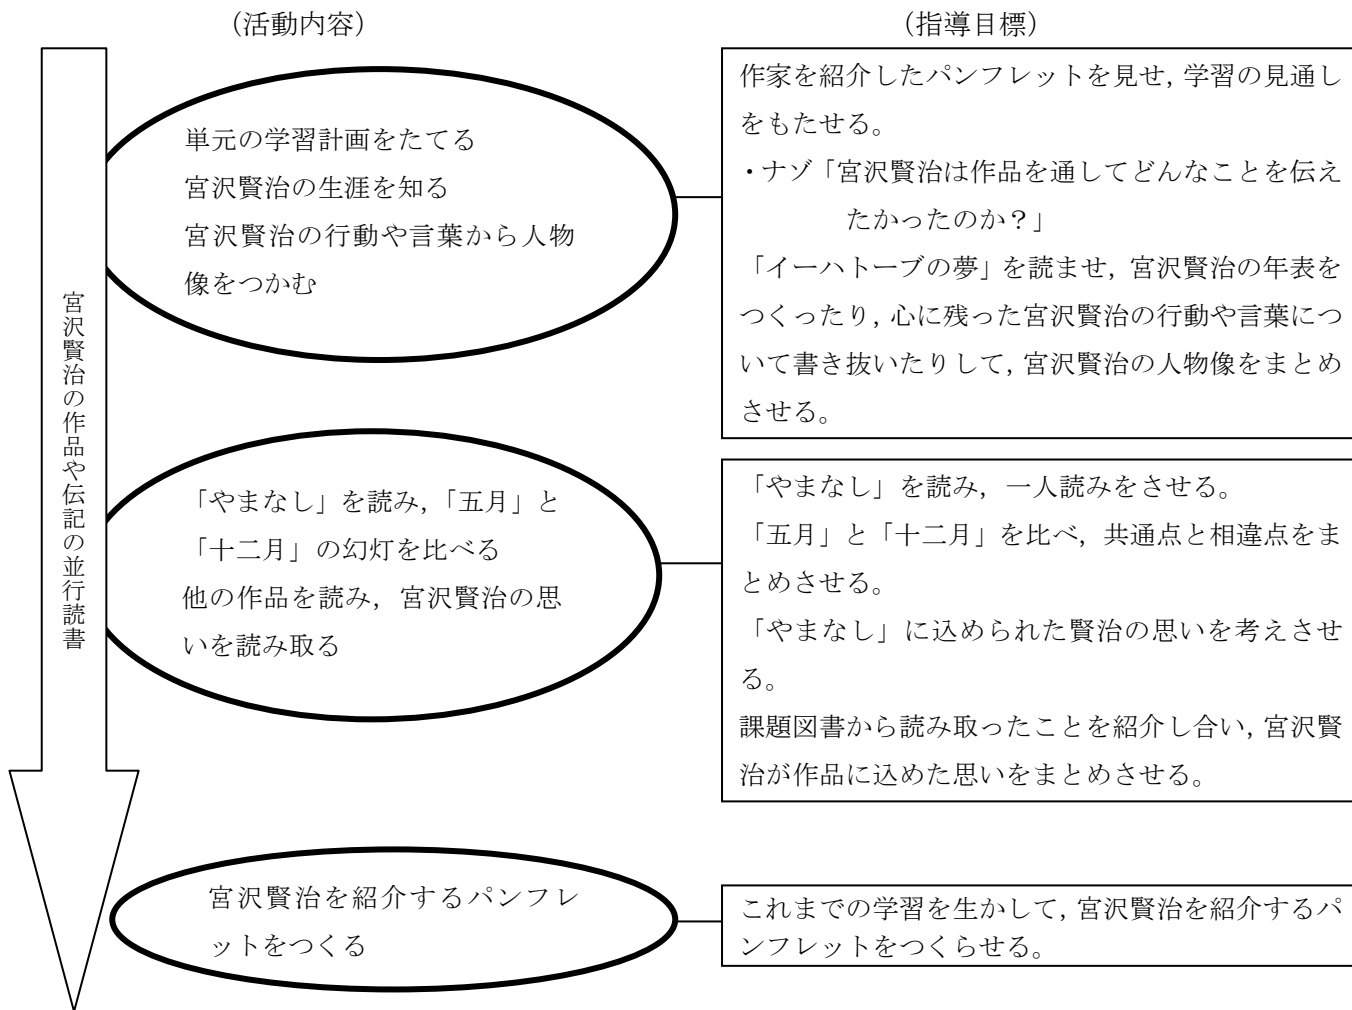 （活動内容）
（指導目標）
宮沢賢治の作品や伝記の並行読書
単元の学習計画をたてる
宮沢賢治の生涯を知る
宮沢賢治の行動や言葉から人物
像をつかむ
作家を紹介したパンフレットを見せ，学習の見通し
をもたせる。
・ナゾ「宮沢賢治は作品を通してどんなことを伝え
たかったのか？」
「イーハトーブの夢」を読ませ，宮沢賢治の年表を
つくったり，心に残った宮沢賢治の行動や言葉につ
いて書き抜いたりして，宮沢賢治の人物像をまとめ
させる。
「やまなし」を読み，「五月」と
「十二月」の幻灯を比べる
他の作品を読み，宮沢賢治の思
いを読み取る
「やまなし」を読み，一人読みをさせる。
「五月」と「十二月」を比べ，共通点と相違点をま
とめさせる。
「やまなし」に込められた賢治の思いを考えさせ
る。
課題図書から読み取ったことを紹介し合い，宮沢賢
治が作品に込めた思いをまとめさせる。
宮沢賢治を紹介するパンフレ
ットをつくる
これまでの学習を生かして，宮沢賢治を紹介するパ
ンフレットをつくらせる。